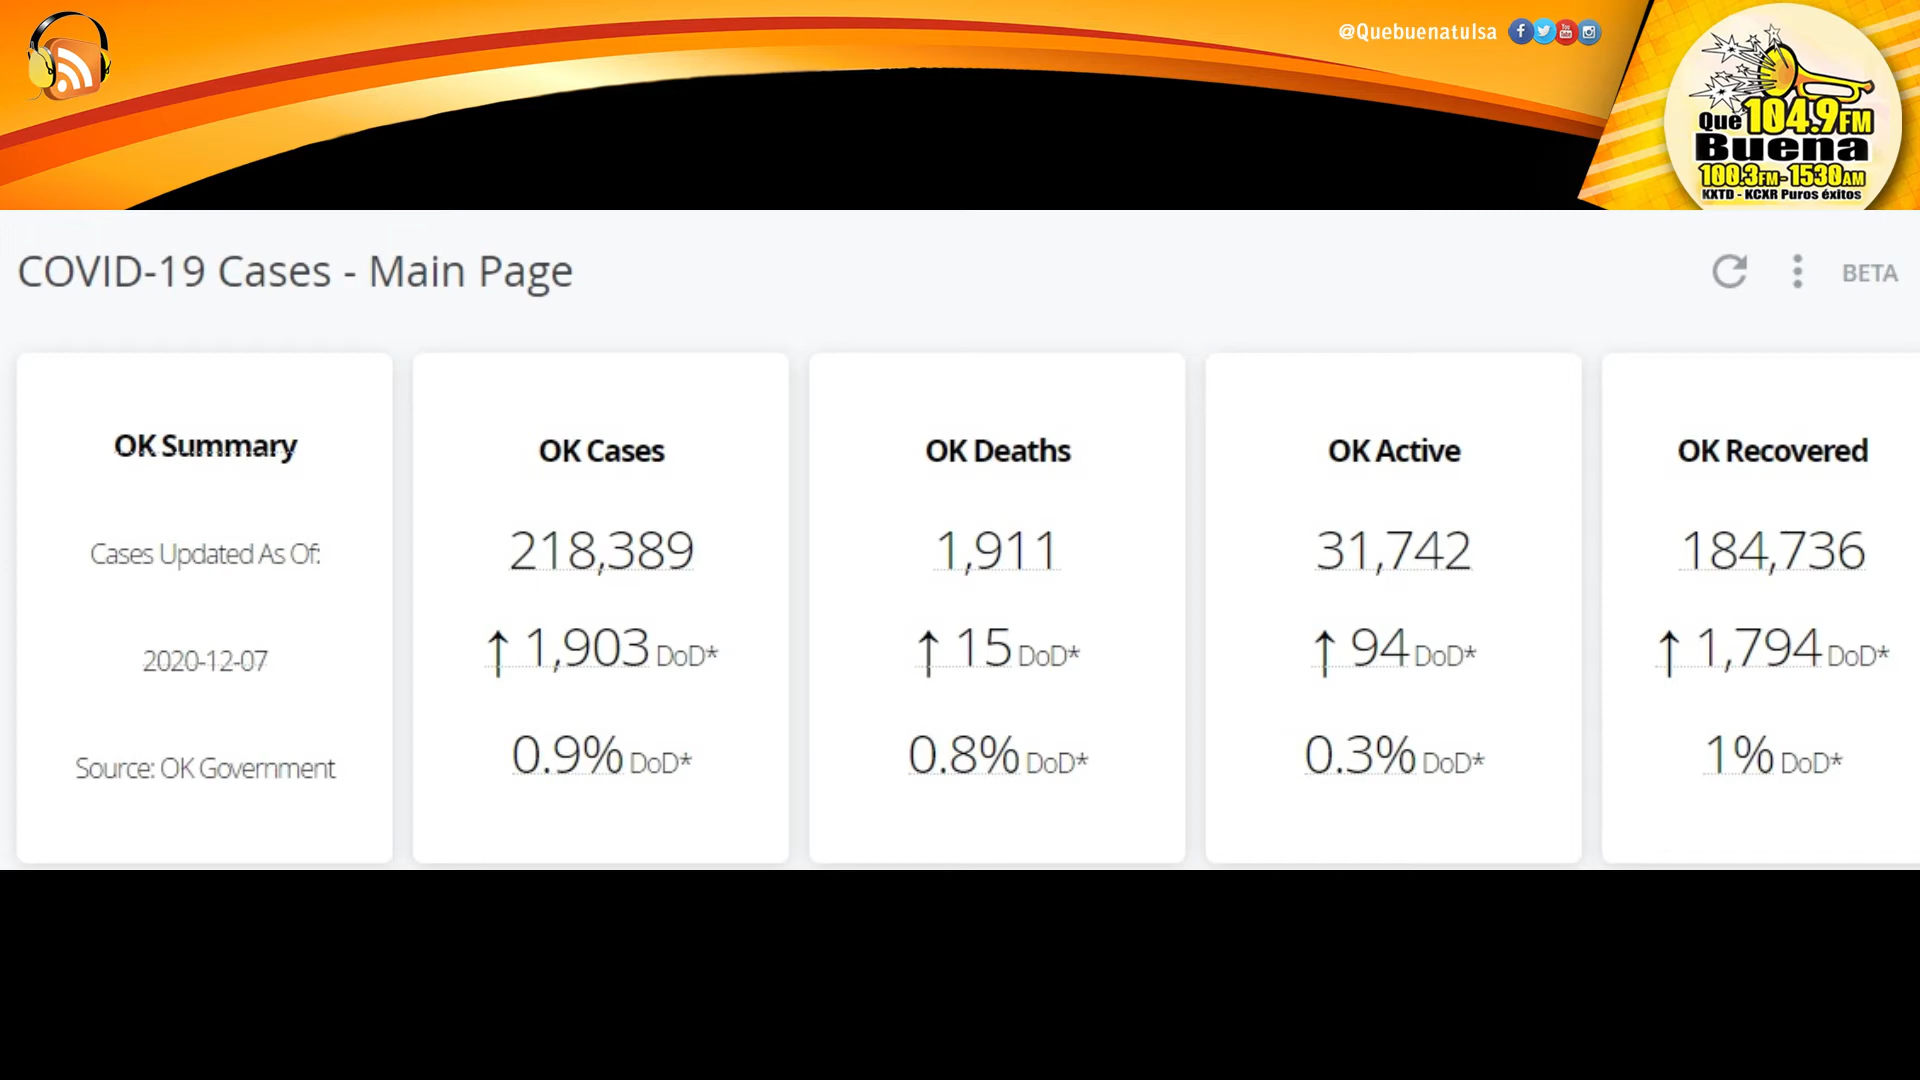 @Quebuenatulsa
Que 104.9FM
Buena
100.3FM-1530AM
KXTD - KCXR Puros éxitos
COVID-19 Cases - Main Page
BETA
OK Summary
Cases Updated As Of:
2020-12-07
Source: OK Government
OK Cases
218,389
↑ 1,903 DoD*
0.9% DoD*
OK Deaths
1,911
↑ 15 DoD*
0.8% DoD*
OK Active
31,742
↑ 94 DoD*
0.3% DoD*
OK Recovered
184,736
↑ 1,794 DoD*
1% DoD*